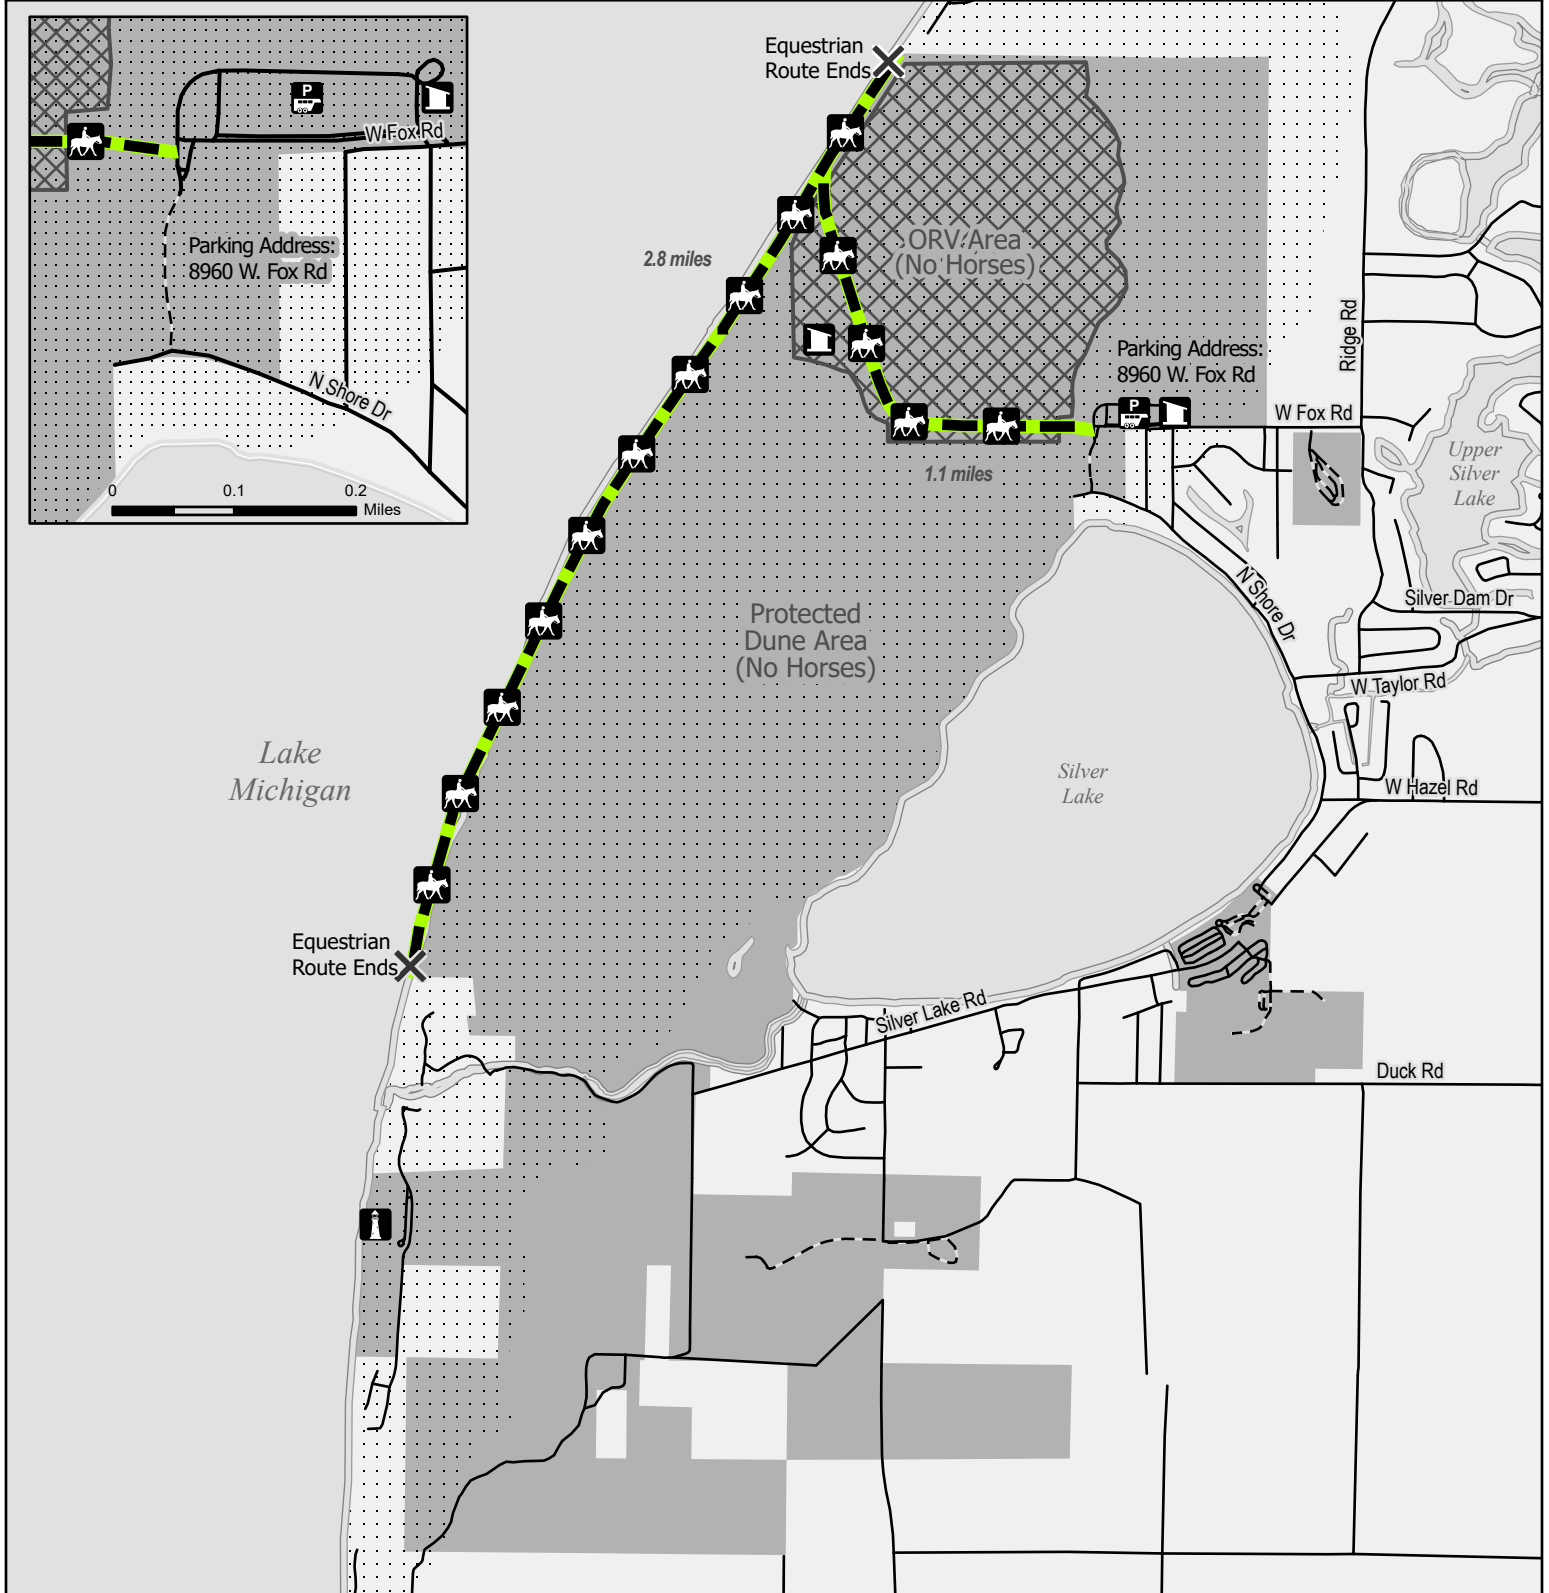 Equestrian
Route Ends
P
W Fox Rd
Parking Address:
8960 W. Fox Rd
N Shore Dr
0 0.1 0.2
Miles
2.8 miles
ORV Area
(No Horses)
Parking Address:
8960 W. Fox Rd
P
Ridge Rd
W Fox Rd
1.1 miles
Upper
Silver
Lake
N Shore Dr
Silver Dam Dr
Protected
Dune Area
(No Horses)
W Taylor Rd
Lake
Michigan
Silver
Lake
W Hazel Rd
Equestrian
Route Ends
Silver Lake Rd
Duck Rd